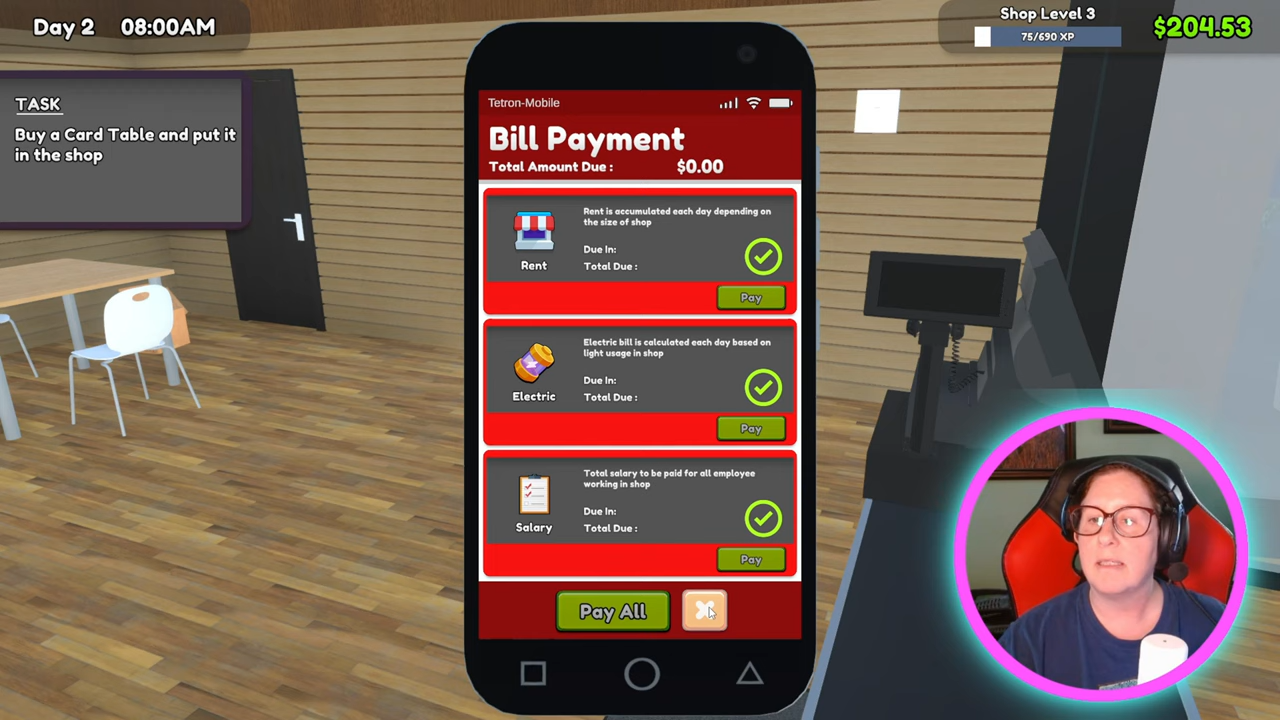 Day 2 08:00AM
Shop Level 3
75/690 XP
$204.53
TASK
Buy a Card Table and put it
in the shop
Tetron-Mobile
Bill Payment
Total Amount Due : $0.00
Rent is accumulated each day depending on
the size of shop
Due In:
Total Due :
Rent
Pay
Electric bill is calculated each day based on
light usage in shop
Due In:
Total Due :
Electric
Pay
Total salary to be paid for all employee
working in shop
Due In:
Total Due :
Salary
Pay
Pay All